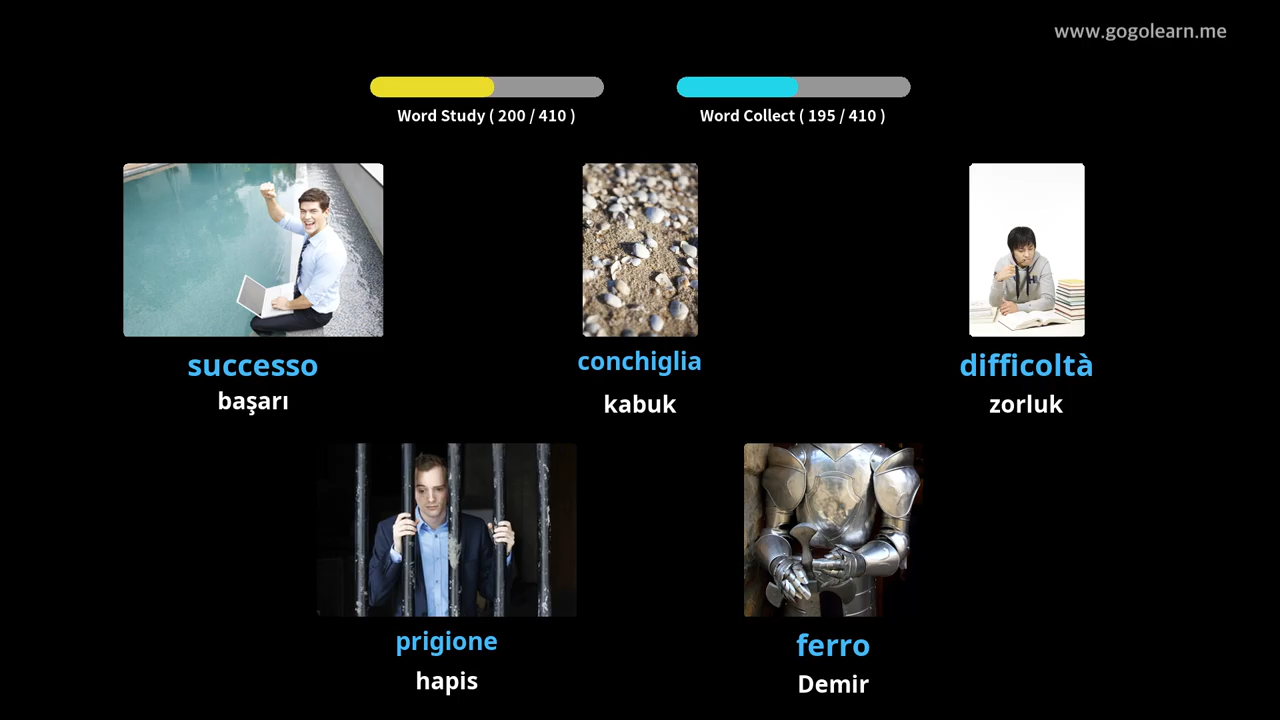 www.gogolearn.me
Word Study ( 200 / 410 )
Word Collect ( 195 / 410 )
successo
başarı
conchiglia
kabuk
difficoltà
zorluk
prigione
hapis
ferro
Demir